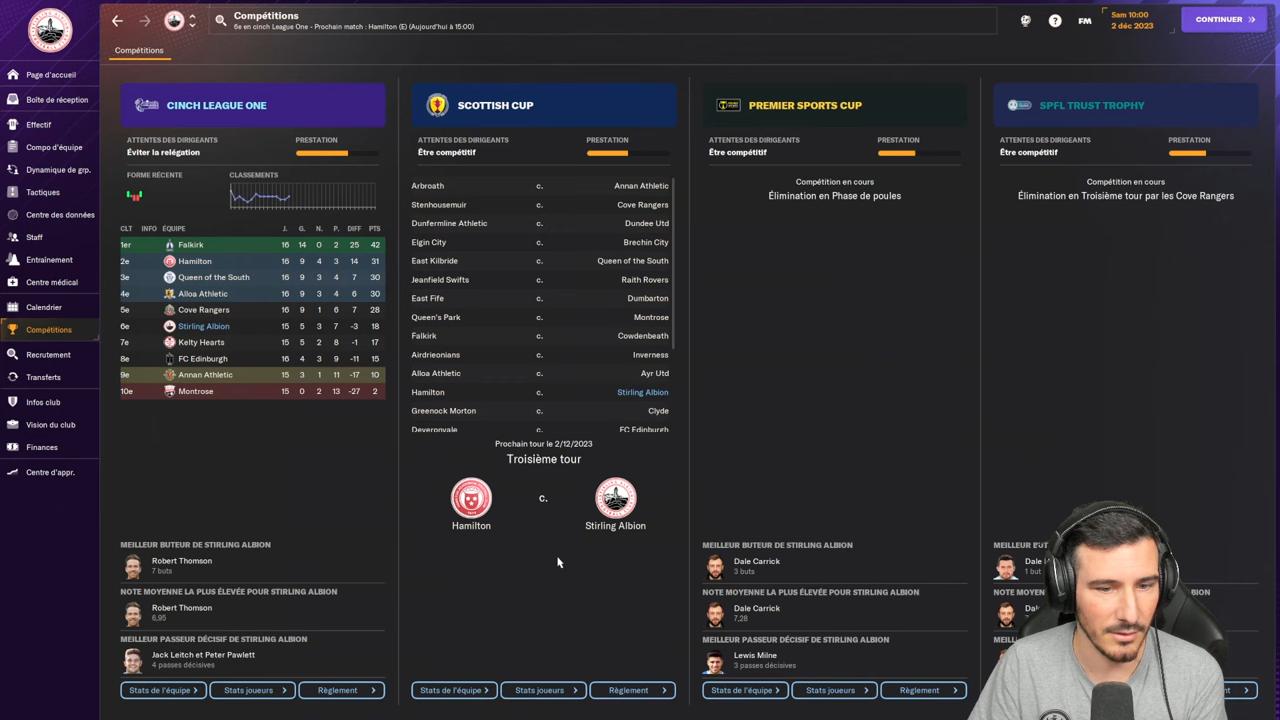 Compétitions
6e en cinch League One - Prochain match : Hamilton (E) (Aujourd'hui à 15:00)
FM
Sam 10:00
2 déc 2023
CONTINUER
Compétitions
Page d'accueil
Boîte de réception
Effectif
Compo d'équipe
Dynamique de grp.
Tactiques
Centre des données
Staff
Entraînement
Centre médical
Calendrier
Compétitions
Recrutement
Transferts
Infos club
Vision du club
Finances
Centre d'appr.
CINCH LEAGUE ONE
ATTENTES DES DIRIGEANTS PRESTATION
Éviter la relégation
FORME RÉCENTE CLASSEMENTS
CLT INFO ÉQUIPE J. G. N. P. DIFF PTS
1er Falkirk 16 14 0 2 25 42
2e Hamilton 16 9 4 3 14 31
3e Queen of the South 16 9 3 4 7 30
4e Alloa Athletic 16 9 3 4 6 30
5e Cove Rangers 16 9 1 6 7 28
6e Stirling Albion 15 5 3 7 -3 18
7e Kelty Hearts 15 5 2 8 -1 17
8e FC Edinburgh 16 4 3 9 -11 15
9e Annan Athletic 15 3 1 11 -17 10
10e Montrose 15 0 2 13 -27 2
MEILLEUR BUTEUR DE STIRLING ALBION
Robert Thomson
7 buts
NOTE MOYENNE LA PLUS ÉLEVÉE POUR STIRLING ALBION
Robert Thomson
6,95
MEILLEUR PASSEUR DÉCISIF DE STIRLING ALBION
Jack Leitch et Peter Pawlett
4 passes décisives
Stats de l'équipe Stats joueurs Règlement
SCOTTISH CUP
ATTENTES DES DIRIGEANTS PRESTATION
Être compétitif
Arbroath c. Annan Athletic
Stenhousemuir c. Cove Rangers
Dunfermline Athletic c. Dundee Utd
Elgin City c. Brechin City
East Kilbride c. Queen of the South
Jeanfield Swifts c. Raith Rovers
East Fife c. Dumbarton
Queen's Park c. Montrose
Falkirk c. Cowdenbeath
Airdrieonians c. Inverness
Alloa Athletic c. Ayr Utd
Hamilton c. Stirling Albion
Greenock Morton c. Clyde
Deveronvale c. FC Edinburgh
Prochain tour le 2/12/2023
Troisième tour
c.
Hamilton Stirling Albion
Stats de l'équipe Stats joueurs Règlement
PREMIER SPORTS CUP
ATTENTES DES DIRIGEANTS PRESTATION
Être compétitif
Compétition en cours
Élimination en Phase de poules
MEILLEUR BUTEUR DE STIRLING ALBION
Dale Carrick
3 buts
NOTE MOYENNE LA PLUS ÉLEVÉE POUR STIRLING ALBION
Dale Carrick
7,28
MEILLEUR PASSEUR DÉCISIF DE STIRLING ALBION
Lewis Milne
3 passes décisives
Stats de l'équipe Stats joueurs Règlement
SPFL TRUST TROPHY
ATTENTES DES DIRIGEANTS PRESTATION
Être compétitif
Compétition en cours
Élimination en Troisième tour par les Cove Rangers
MEILLEUR
Dale
1 but
NOTE ALBION